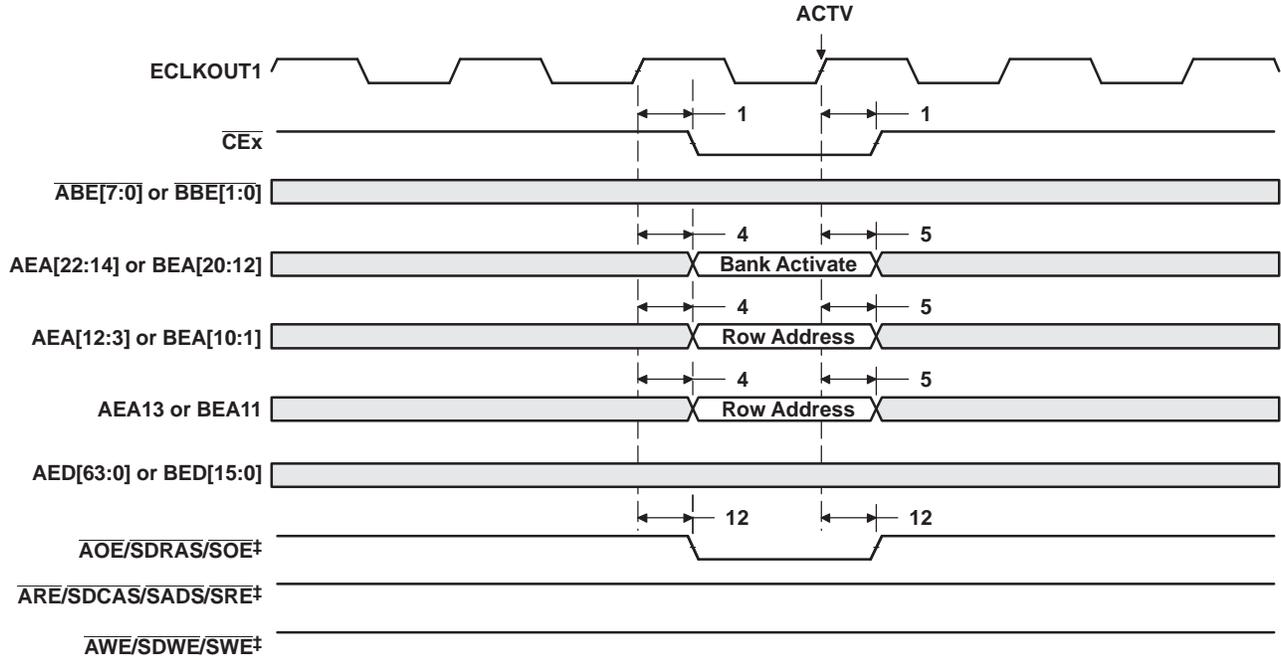 ACTV
ECLKOUT1
1 1
CEx
ABE[7:0] or BBE[1:0]
4 5
AEA[22:14] or BEA[20:12] Bank Activate
4 5
AEA[12:3] or BEA[10:1] Row Address
4 5
AEA13 or BEA11 Row Address
AED[63:0] or BED[15:0]
12 12
AOE/SDRAS/SOE‡
ARE/SDCAS/SADS/SRE‡
AWE/SDWE/SWE‡